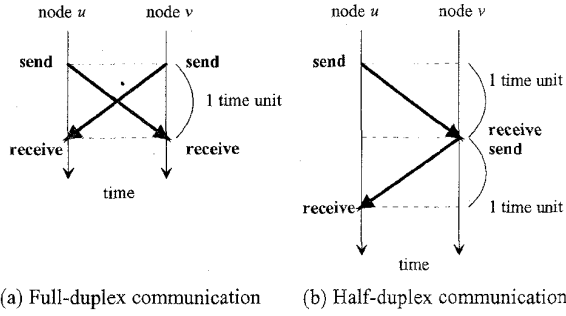 node u
node v
send
send
1 time unit
receive
receive
time
(a) Full-duplex communication
node u
node v
send
1 time unit
receive
send
receive
1 time unit
time
(b) Half-duplex communication